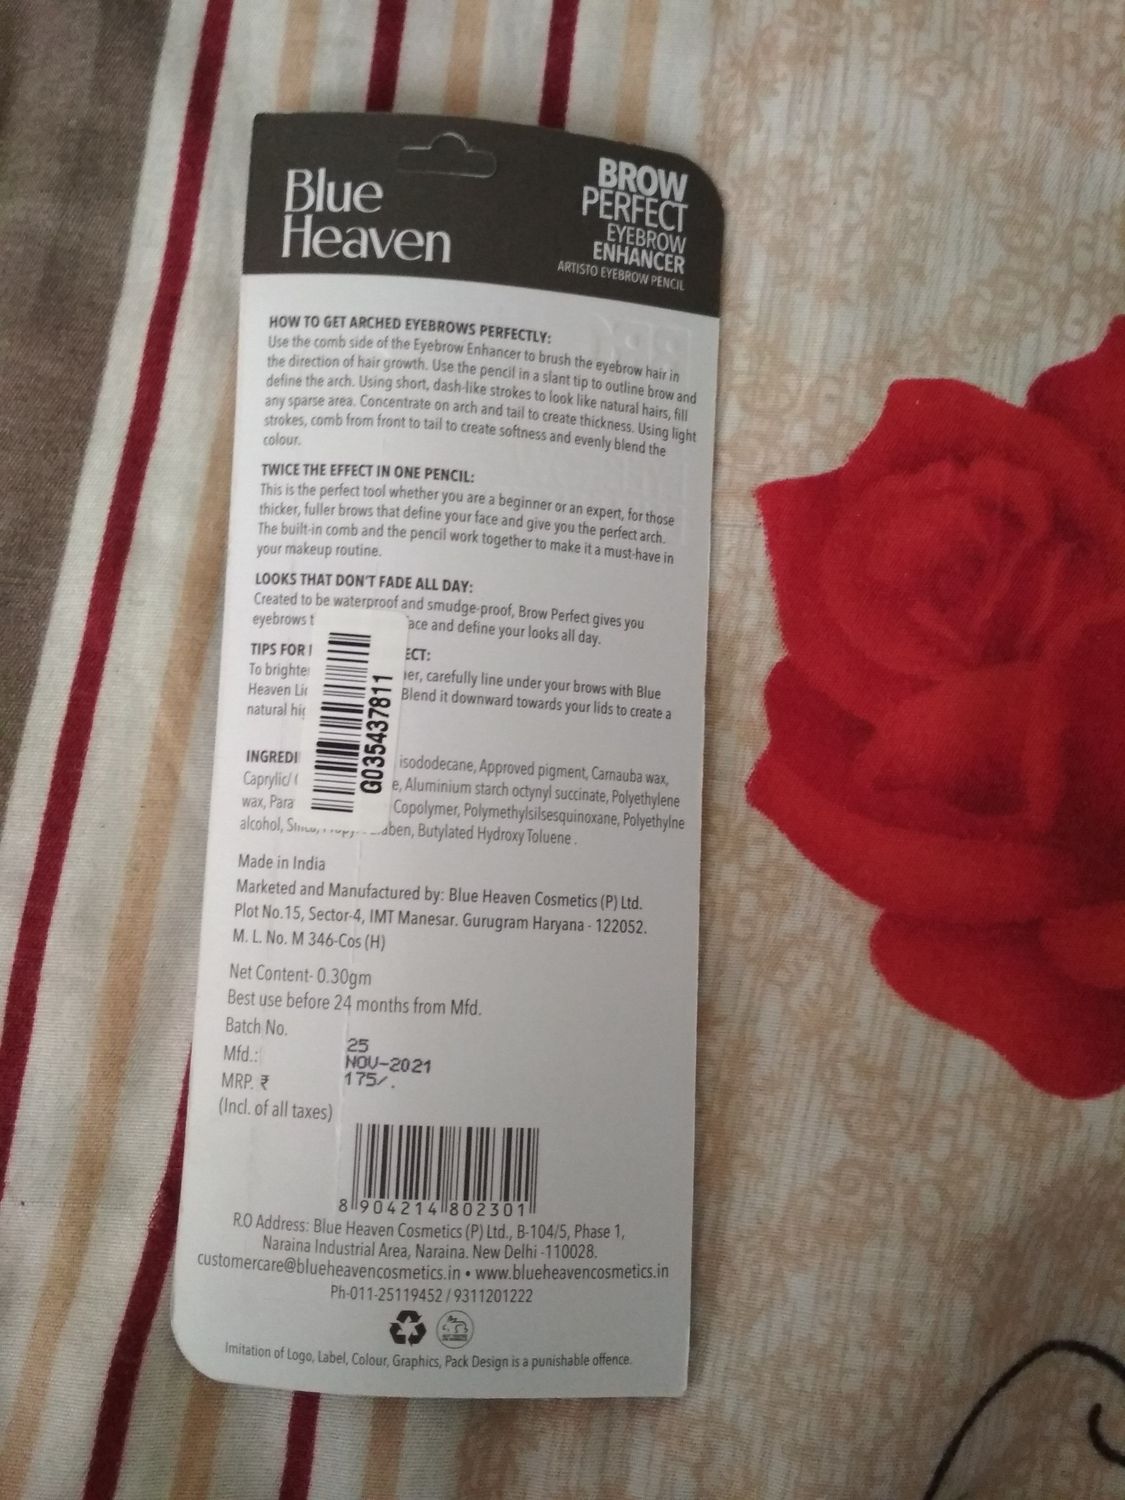 Blue
Heaven
BROW
PERFECT
EYEBROW
ENHANCER
ARTISTO EYEBROW PENCIL
HOW TO GET ARCHED EYEBROWS PERFECTLY:
Use the comb side of the Eyebrow Enhancer to brush the eyebrow hair in
the direction of hair growth. Use the pencil in a slant tip to outline brow and
define the arch. Using short, dash-like strokes to look like natural hairs, fill
any sparse area. Concentrate on arch and tail to create thickness. Using light
strokes, comb from front to tail to create softness and evenly blend the
colour.
TWICE THE EFFECT IN ONE PENCIL:
This is the perfect tool whether you are a beginner or an expert, for those
thicker, fuller brows that define your face and give you the perfect arch.
The built-in comb and the pencil work together to make it a must-have in
your makeup routine.
LOOKS THAT DON'T FADE ALL DAY:
Created to be waterproof and smudge-proof, Brow Perfect gives you
eyebrows and define your looks all day.
TIPS FOR
To carefully line under your brows with Blue
Heaven Blend it downward towards your lids to create a
natural
G035437811
isododecane, Approved pigment, Carnauba wax,
Caprylic/ Aluminium starch octynyl succinate, Polyethylene
wax, Copolymer, Polymethylsilsesquinoxane, Polyethylne
alcohol, Butylated Hydroxy Toluene.
Made in India
Marketed and Manufactured by: Blue Heaven Cosmetics (P) Ltd.
Plot No.15, Sector-4, IMT Manesar. Gurugram Haryana - 122052.
M. L. No. M 346-Cos (H)
Net Content- 0.30gm
Best use before 24 months from Mfd.
Batch No. 25
Mfd.: NOV-2021
MRP. ₹ 175/.
(Incl. of all taxes)
8 904214 802301
R.O Address: Blue Heaven Cosmetics (P) Ltd., B-104/5, Phase 1,
Naraina Industrial Area, Naraina. New Delhi -110028.
customercare@blueheavencosmetics.in • www.blueheavencosmetics.in
Ph-011-25119452 / 9311201222
Imitation of Logo, Label, Colour, Graphics, Pack Design is a punishable offence.